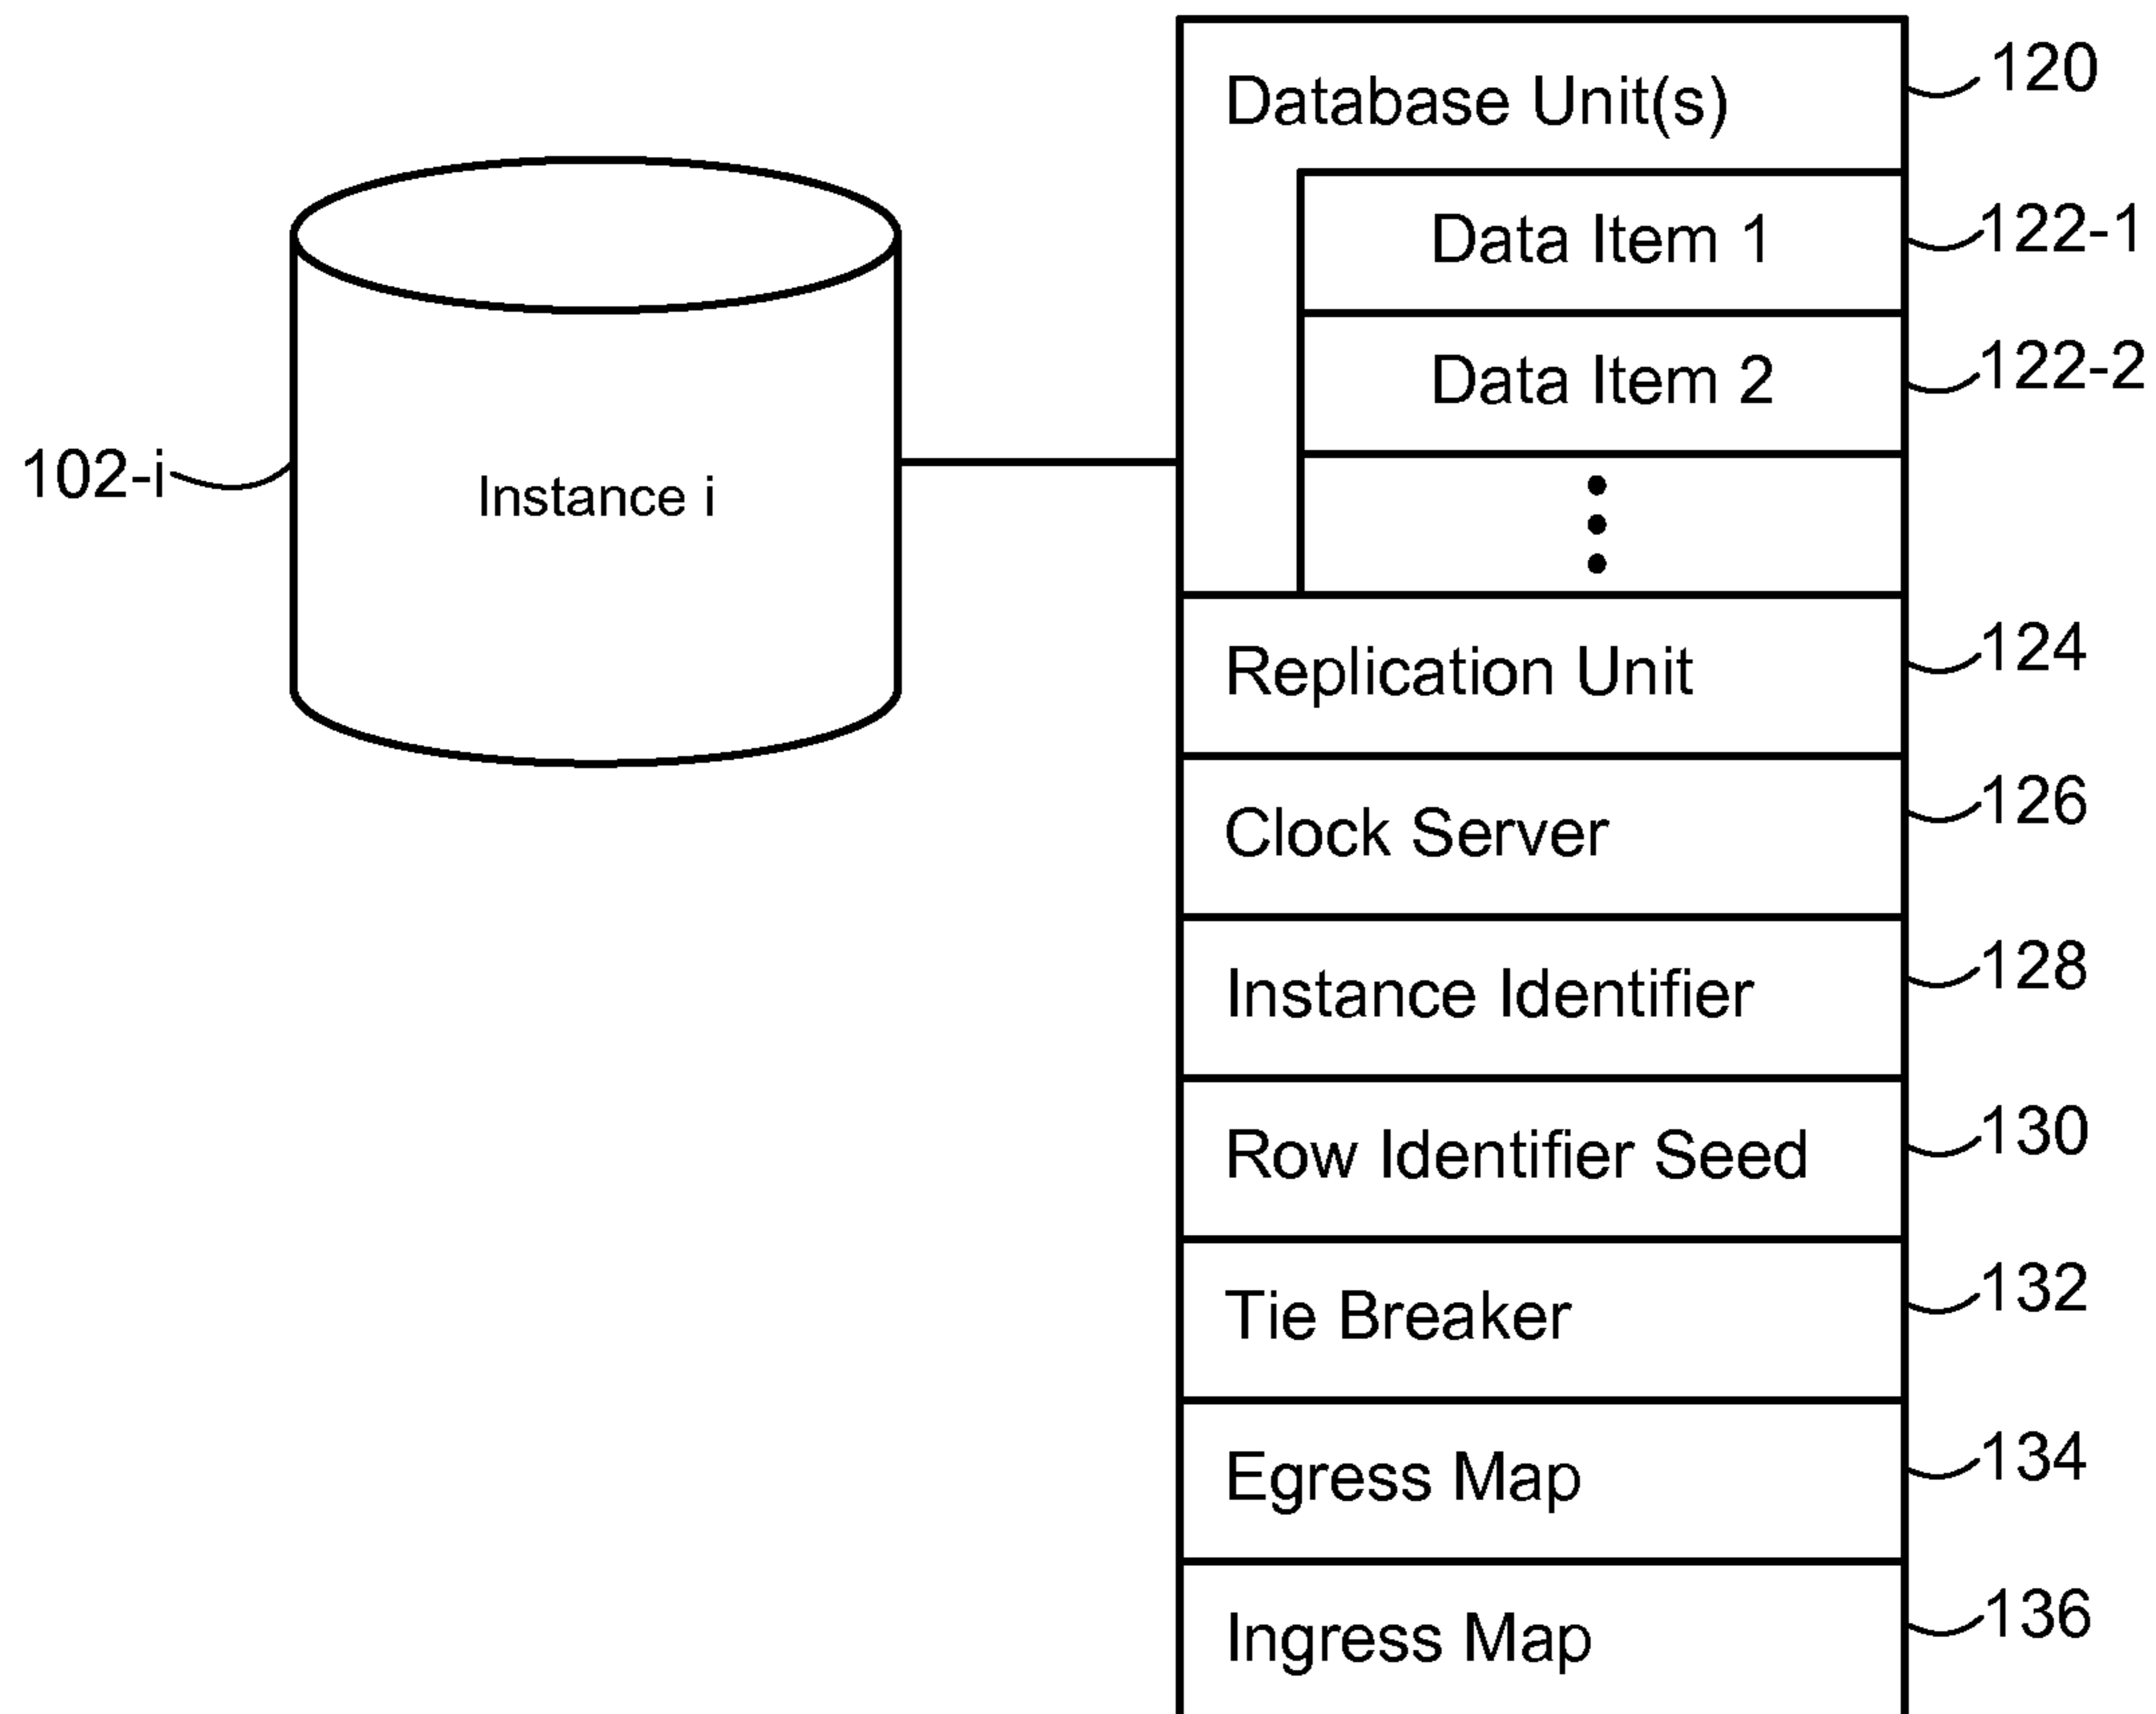 Database Unit(s) 120
Data Item 1 122-1
Data Item 2 122-2
102-i Instance i
Replication Unit 124
Clock Server 126
Instance Identifier 128
Row Identifier Seed 130
Tie Breaker 132
Egress Map 134
Ingress Map 136